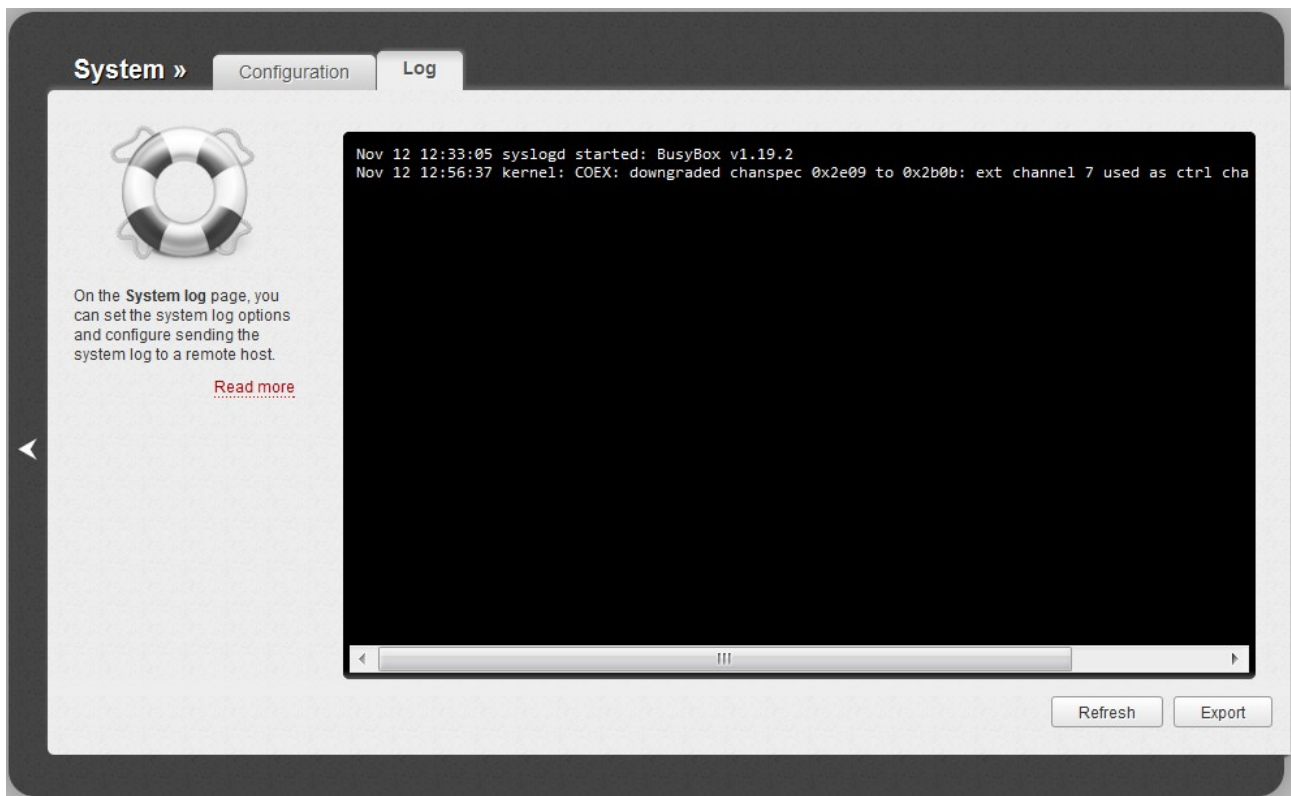 System »
Configuration
Log
Nov 12 12:33:05 syslogd started: BusyBox v1.19.2
Nov 12 12:56:37 kernel: COEX: downgraded chanspec 0x2e09 to 0x2b0b: ext channel 7 used as ctrl cha
On the System log page, you
can set the system log options
and configure sending the
system log to a remote host.
Read more
Refresh
Export